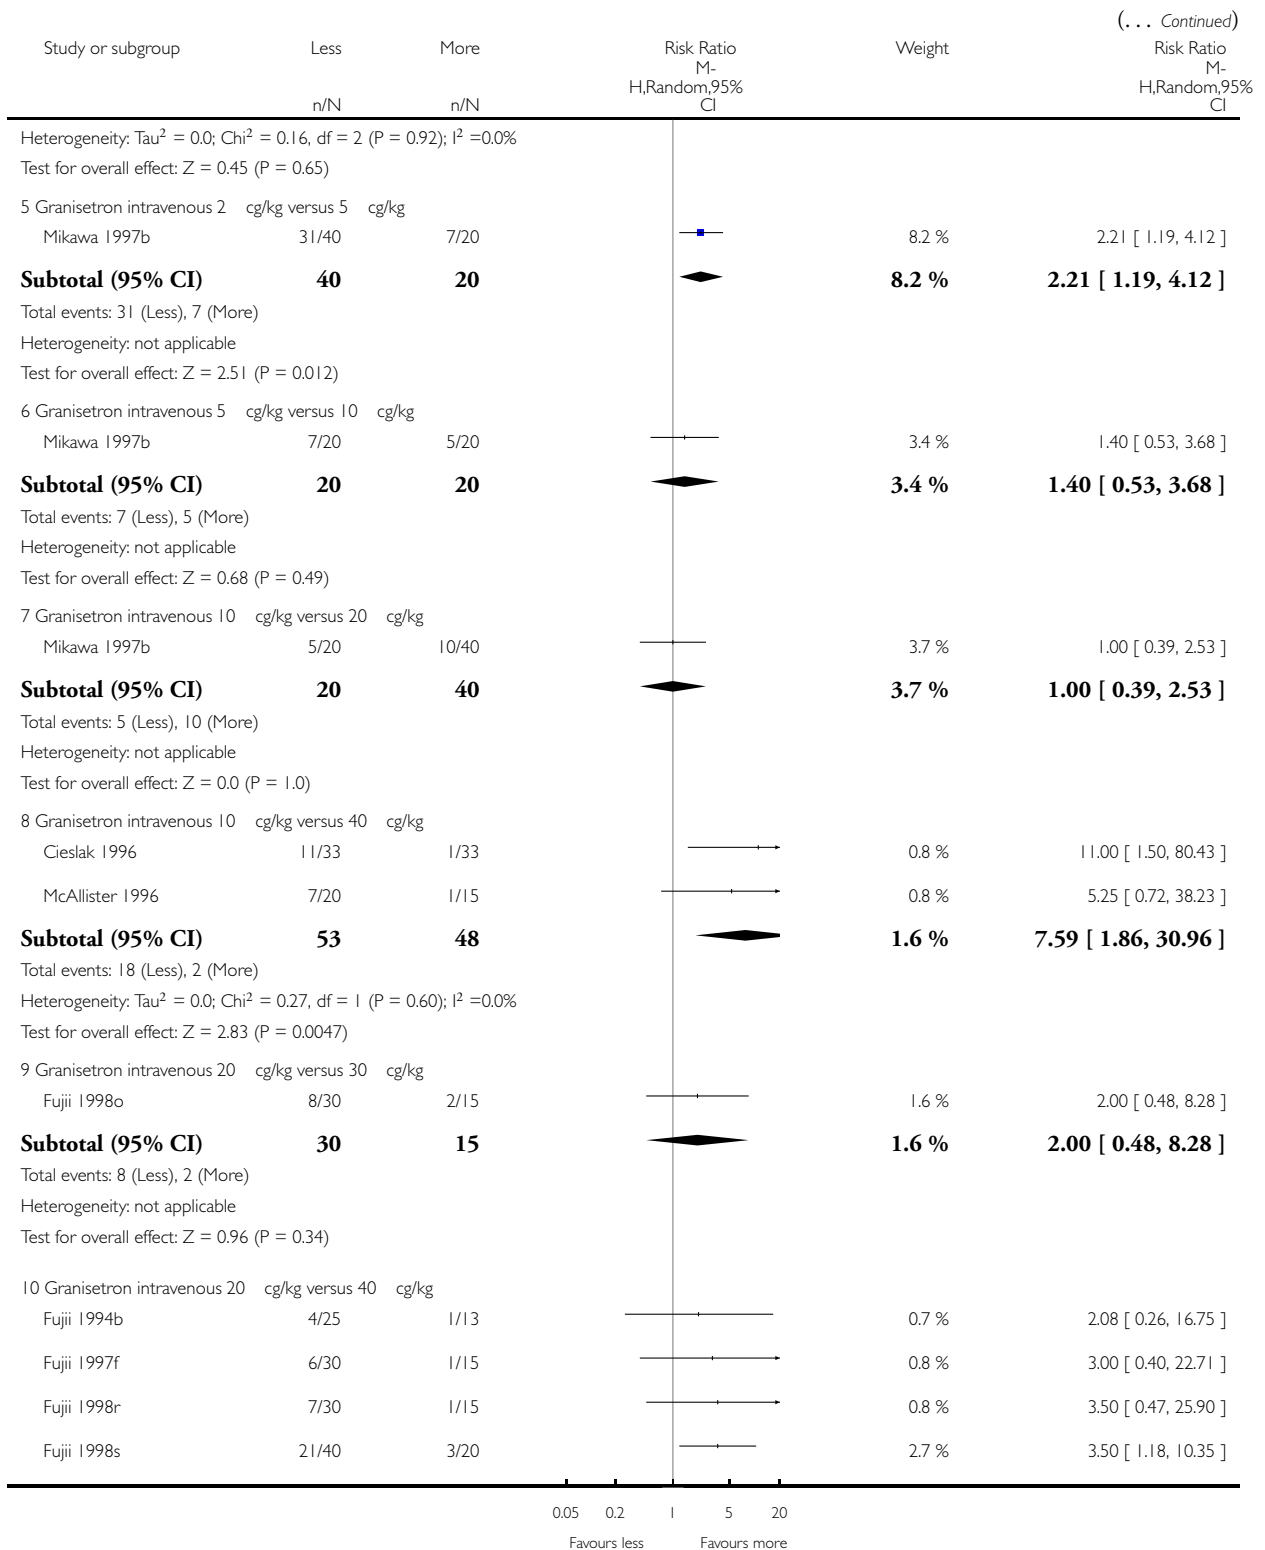 (... Continued)
Study or subgroup Less More Risk Ratio Weight Risk Ratio
M- M-
H,Random,95% H,Random,95%
n/N n/N CI CI
Heterogeneity: Tau² = 0.0; Chi² = 0.16, df = 2 (P = 0.92); I² =0.0%
Test for overall effect: Z = 0.45 (P = 0.65)
5 Granisetron intravenous 2 cg/kg versus 5 cg/kg
Mikawa 1997b 31/40 7/20 8.2 % 2.21 [ 1.19, 4.12 ]
Subtotal (95% CI) 40 20 8.2 % 2.21 [ 1.19, 4.12 ]
Total events: 31 (Less), 7 (More)
Heterogeneity: not applicable
Test for overall effect: Z = 2.51 (P = 0.012)
6 Granisetron intravenous 5 cg/kg versus 10 cg/kg
Mikawa 1997b 7/20 5/20 3.4 % 1.40 [ 0.53, 3.68 ]
Subtotal (95% CI) 20 20 3.4 % 1.40 [ 0.53, 3.68 ]
Total events: 7 (Less), 5 (More)
Heterogeneity: not applicable
Test for overall effect: Z = 0.68 (P = 0.49)
7 Granisetron intravenous 10 cg/kg versus 20 cg/kg
Mikawa 1997b 5/20 10/40 3.7 % 1.00 [ 0.39, 2.53 ]
Subtotal (95% CI) 20 40 3.7 % 1.00 [ 0.39, 2.53 ]
Total events: 5 (Less), 10 (More)
Heterogeneity: not applicable
Test for overall effect: Z = 0.0 (P = 1.0)
8 Granisetron intravenous 10 cg/kg versus 40 cg/kg
Cieslak 1996 11/33 1/33 0.8 % 11.00 [ 1.50, 80.43 ]
McAllister 1996 7/20 1/15 0.8 % 5.25 [ 0.72, 38.23 ]
Subtotal (95% CI) 53 48 1.6 % 7.59 [ 1.86, 30.96 ]
Total events: 18 (Less), 2 (More)
Heterogeneity: Tau² = 0.0; Chi² = 0.27, df = 1 (P = 0.60); I² =0.0%
Test for overall effect: Z = 2.83 (P = 0.0047)
9 Granisetron intravenous 20 cg/kg versus 30 cg/kg
Fujii 1998o 8/30 2/15 1.6 % 2.00 [ 0.48, 8.28 ]
Subtotal (95% CI) 30 15 1.6 % 2.00 [ 0.48, 8.28 ]
Total events: 8 (Less), 2 (More)
Heterogeneity: not applicable
Test for overall effect: Z = 0.96 (P = 0.34)
10 Granisetron intravenous 20 cg/kg versus 40 cg/kg
Fujii 1994b 4/25 1/13 0.7 % 2.08 [ 0.26, 16.75 ]
Fujii 1997f 6/30 1/15 0.8 % 3.00 [ 0.40, 22.71 ]
Fujii 1998r 7/30 1/15 0.8 % 3.50 [ 0.47, 25.90 ]
Fujii 1998s 21/40 3/20 2.7 % 3.50 [ 1.18, 10.35 ]
0.05 0.2 1 5 20
Favours less Favours more